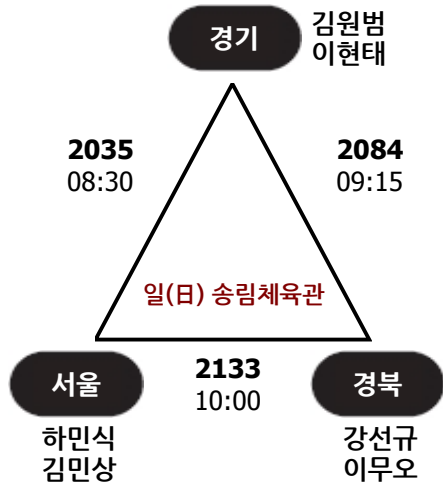 경기
김원범
이현태
2035
08:30
2084
09:15
일(日) 송림체육관
서울
하민식
김민상
2133
10:00
경북
강선규
이무오